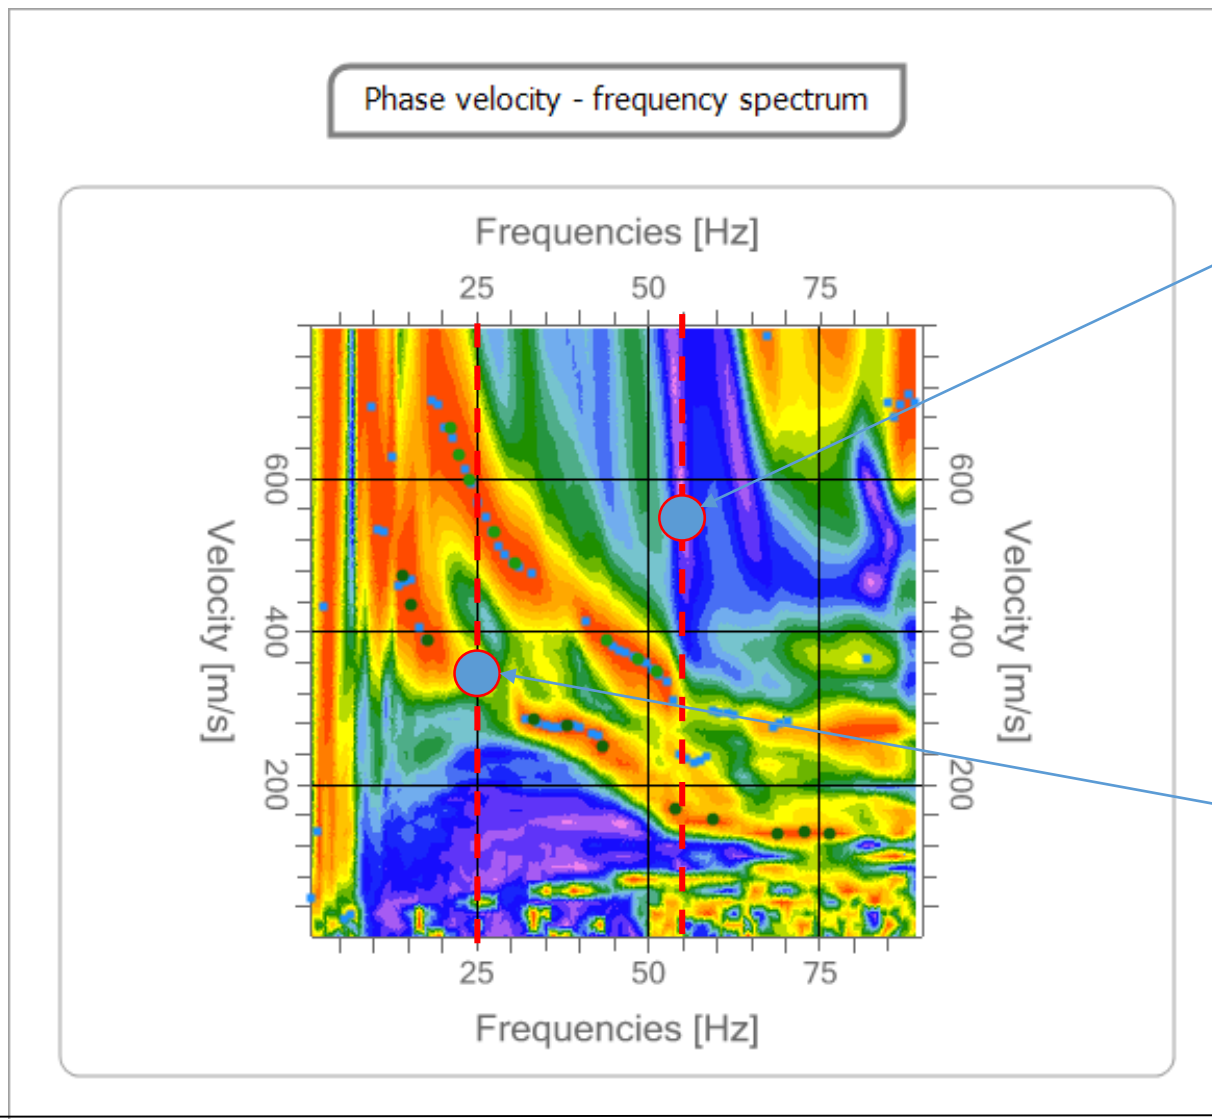 Phase velocity - frequency spectrum
Frequencies [Hz]
25 50 75
600 600
400 400
200 200
Velocity [m/s] Velocity [m/s]
25 50 75
Frequencies [Hz]